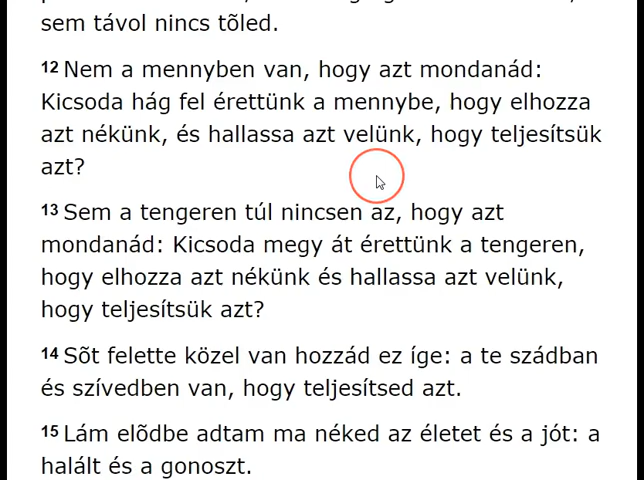 sem távol nincs tõled.
12 Nem a mennyben van, hogy azt mondanád:
Kicsoda hág fel érettünk a mennybe, hogy elhozza
azt nékünk, és hallassa azt velünk, hogy teljesítsük
azt?
13 Sem a tengeren túl nincsen az, hogy azt
mondanád: Kicsoda megy át érettünk a tengeren,
hogy elhozza azt nékünk és hallassa azt velünk,
hogy teljesítsük azt?
14 Sõt felette közel van hozzád ez íge: a te szádban
és szívedben van, hogy teljesítsed azt.
15 Lám elõdbe adtam ma néked az életet és a jót: a
halált és a gonoszt.